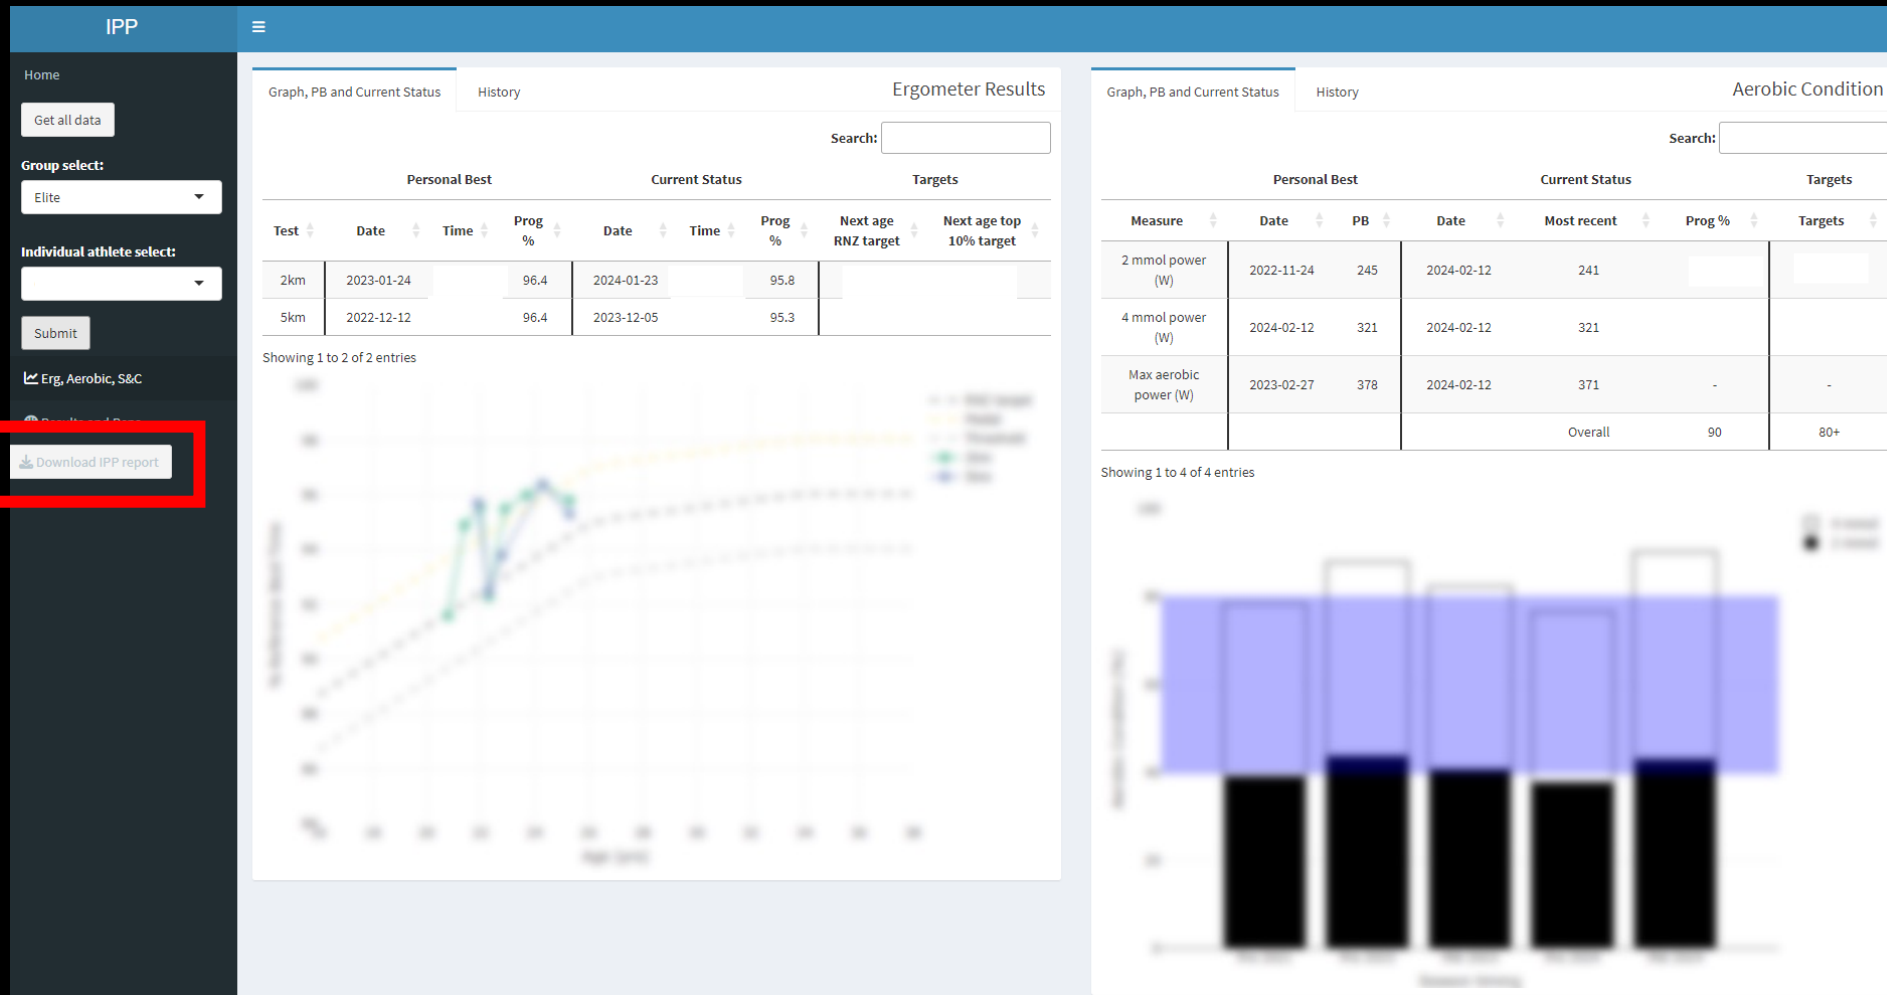 IPP
Home
Get all data
Group select:
Elite
Individual athlete select:
Submit
Erg, Aerobic, S&C
Download IPP report
Graph, PB and Current Status History Ergometer Results
Search:
Personal Best Current Status Targets
Test Date Time Prog % Date Time Prog % Next age RNZ target Next age top 10% target
2km 2023-01-24 96.4 2024-01-23 95.8
5km 2022-12-12 96.4 2023-12-05 95.3
Showing 1 to 2 of 2 entries
Graph, PB and Current Status History Aerobic Condition
Search:
Personal Best Current Status Targets
Measure Date PB Date Most recent Prog % Targets
2 mmol power (W) 2022-11-24 245 2024-02-12 241
4 mmol power (W) 2024-02-12 321 2024-02-12 321
Max aerobic power (W) 2023-02-27 378 2024-02-12 371 - -
Overall 90 80+
Showing 1 to 4 of 4 entries